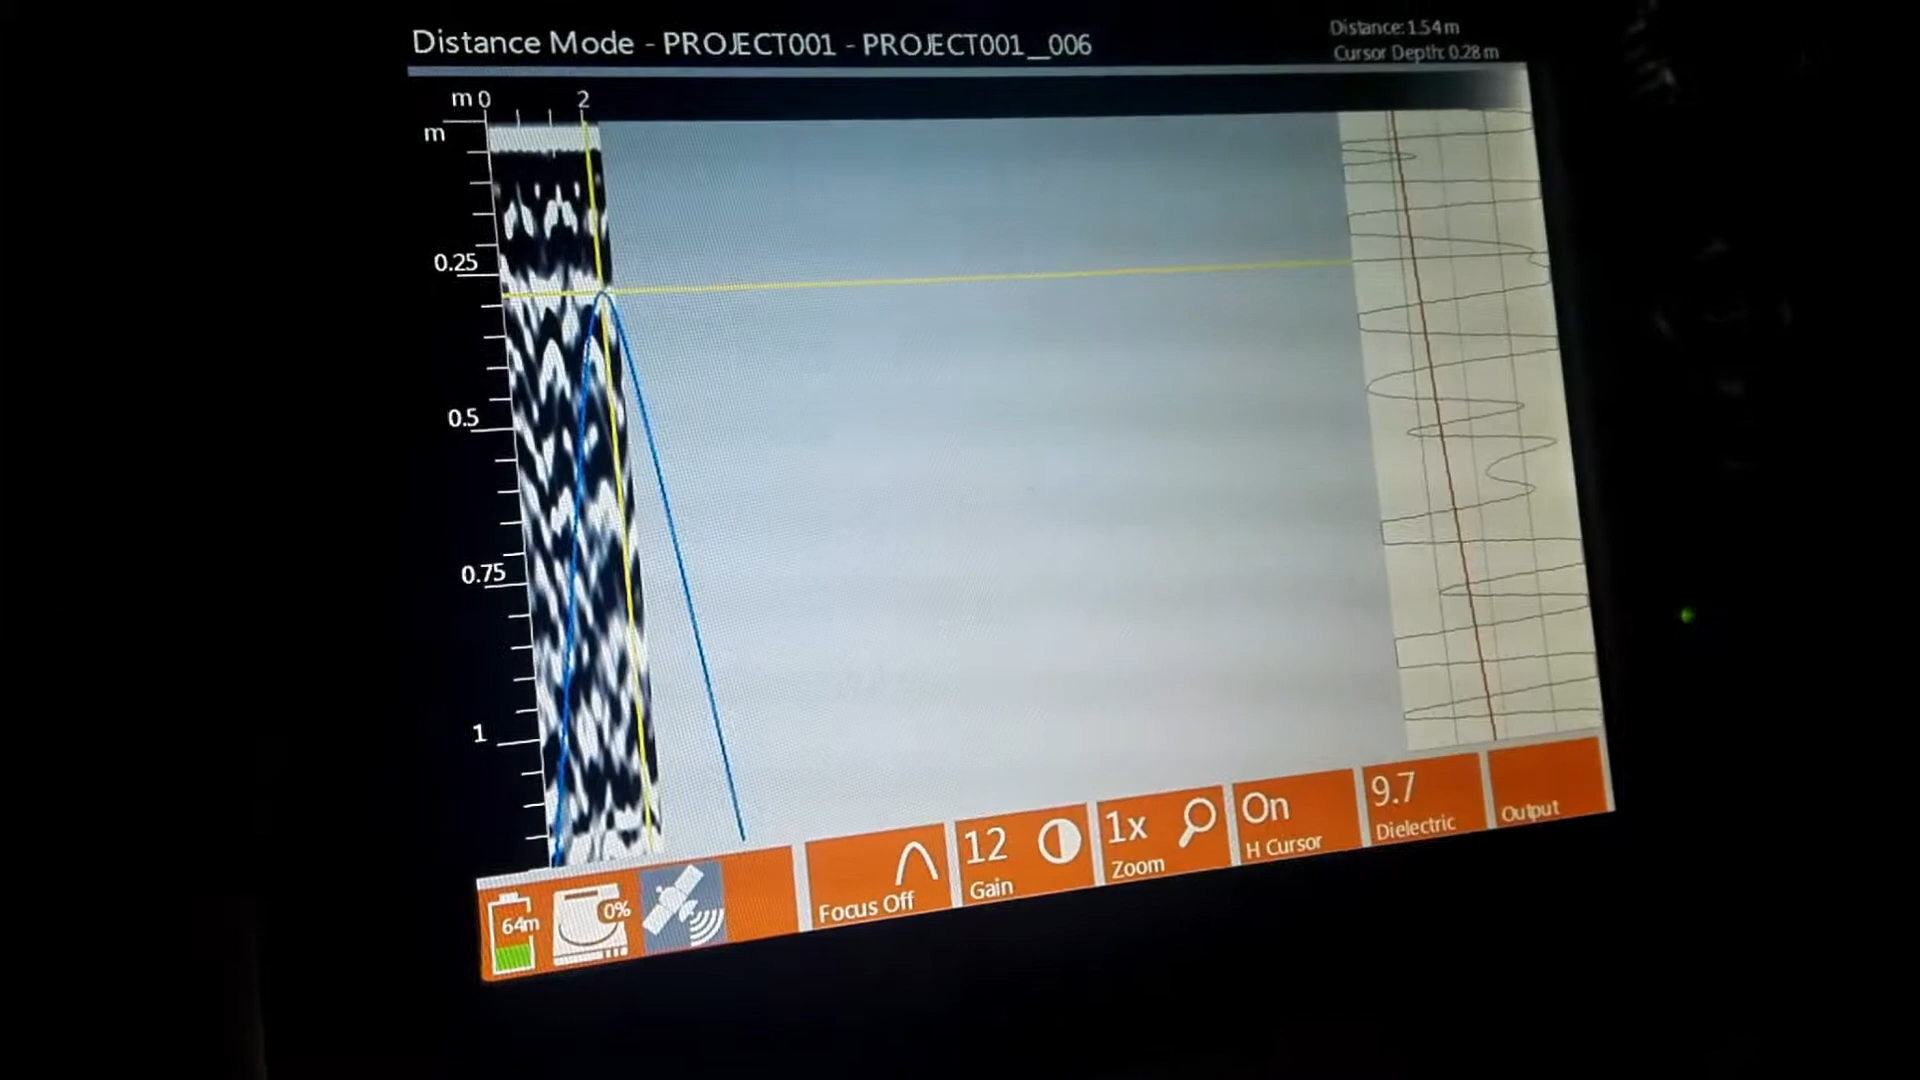 Distance Mode - PROJECT001 - PROJECT001__006
Distance: 1.54 m
Cursor Depth: 0.28 m
m 0 2
m
0.25
0.5
0.75
1
64m
0%
Focus Off
12
Gain
1x
Zoom
On
H Cursor
9.7
Dielectric
Output